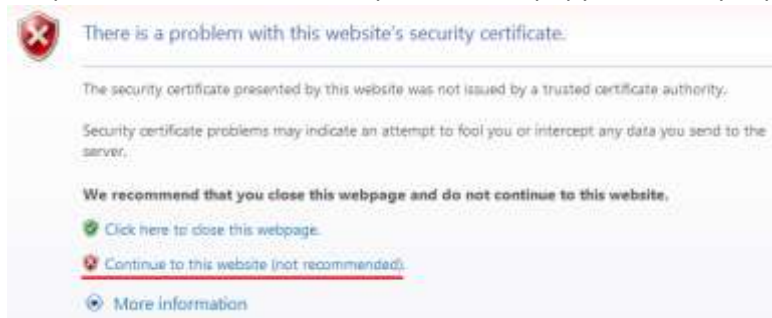 There is a problem with this website's security certificate.
The security certificate presented by this website was not issued by a trusted certificate authority.
Security certificate problems may indicate an attempt to fool you or intercept any data you send to the
server.
We recommend that you close this webpage and do not continue to this website.
Click here to close this webpage.
Continue to this website (not recommended).
More information